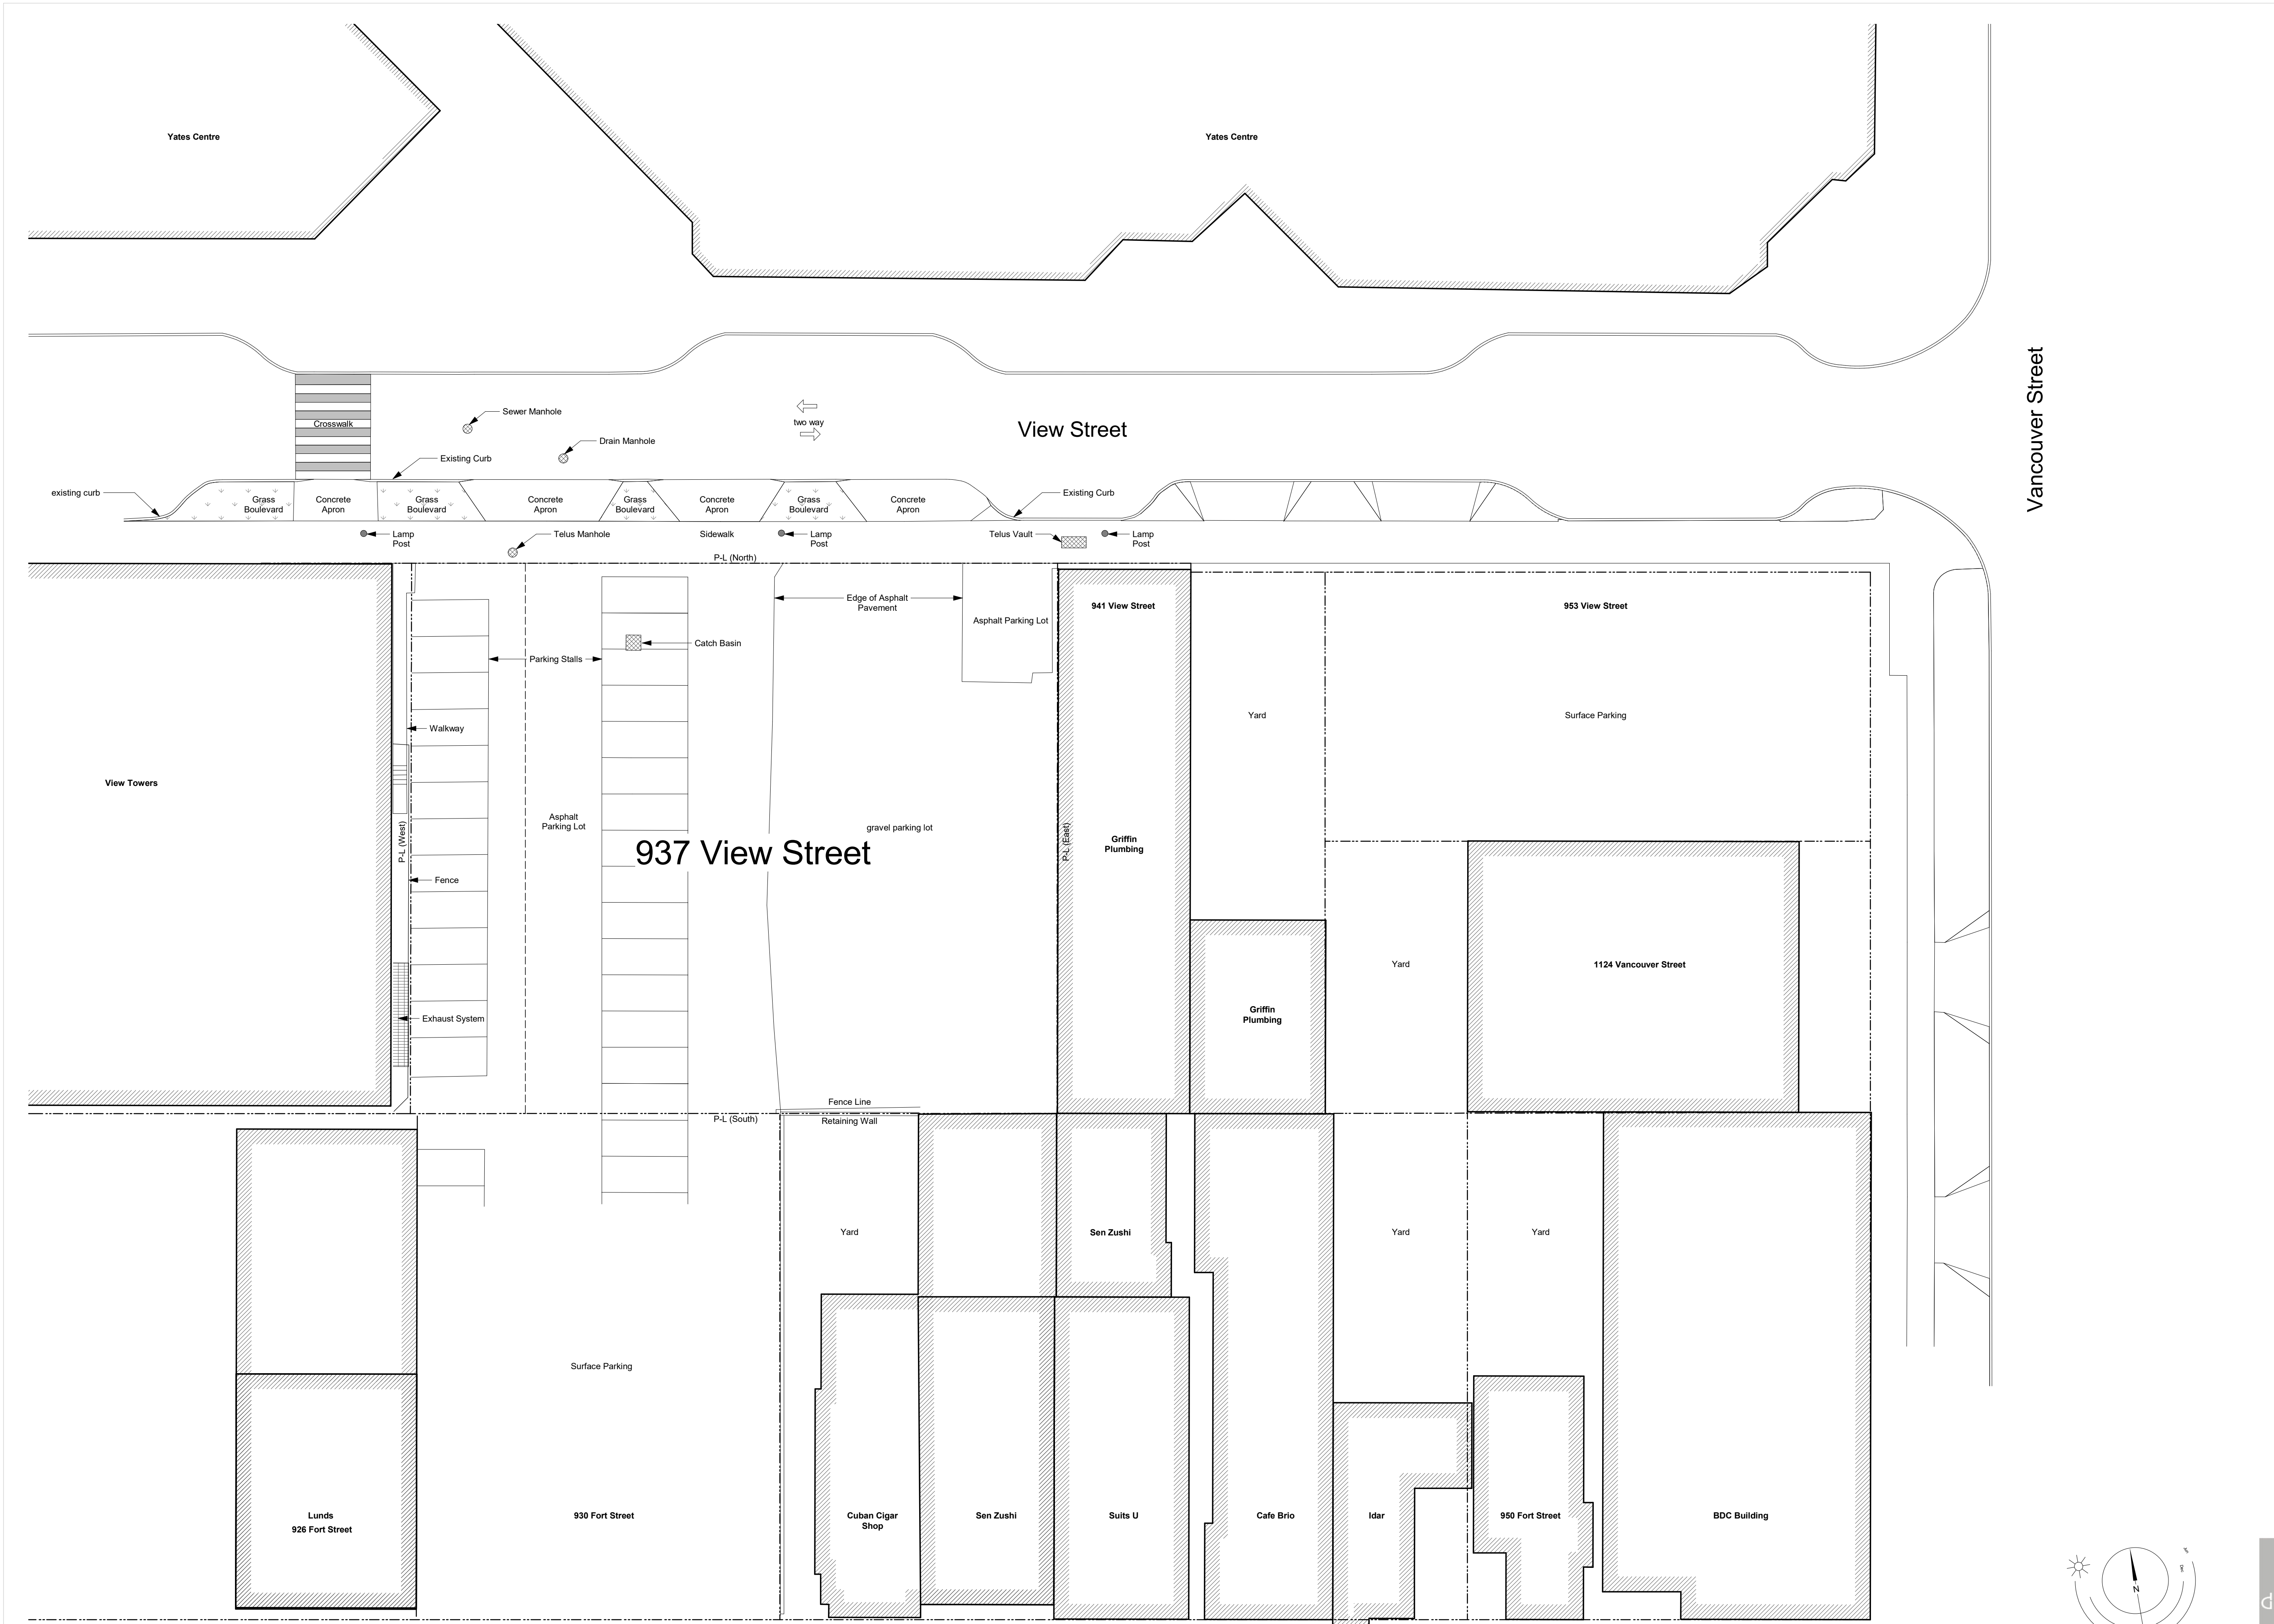 Yates Centre
Yates Centre
Vancouver Street
Sewer Manhole
two way
Crosswalk
View Street
Drain Manhole
Existing Curb
existing curb
Grass
Boulevard
Concrete
Apron
Grass
Boulevard
Concrete
Apron
Grass
Boulevard
Concrete
Apron
Grass
Boulevard
Concrete
Apron
Existing Curb
Lamp
Post
Telus Manhole
Sidewalk
Lamp
Post
Telus Vault
Lamp
Post
P-L (North)
Edge of Asphalt
Pavement
941 View Street
953 View Street
Asphalt Parking Lot
Catch Basin
Parking Stalls
Walkway
Yard
Surface Parking
View Towers
Asphalt
Parking Lot
gravel parking lot
P-L (West)
937 View Street
P-L (East)
Griffin
Plumbing
Fence
Yard
1124 Vancouver Street
Griffin
Plumbing
Exhaust System
Fence Line
P-L (South)
Retaining Wall
Yard
Sen Zushi
Yard
Yard
Surface Parking
Lunds
926 Fort Street
930 Fort Street
Cuban Cigar
Shop
Sen Zushi
Suits U
Cafe Brio
Idar
950 Fort Street
BDC Building
N